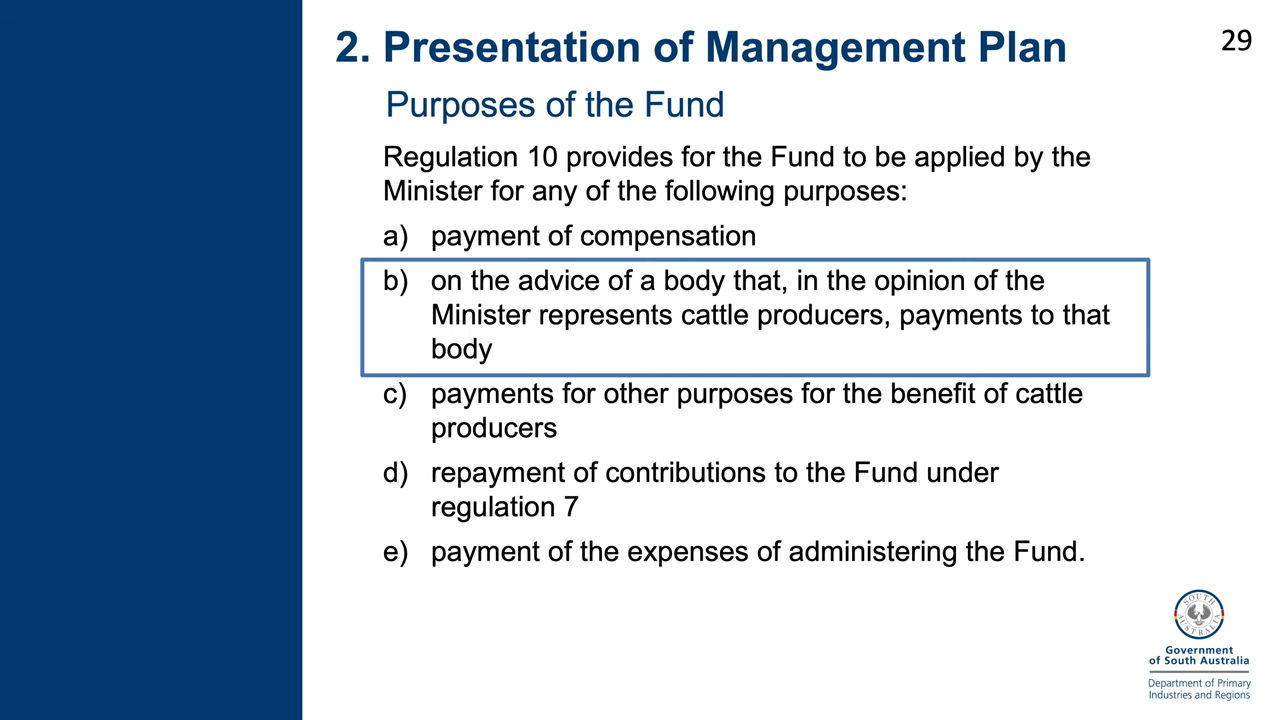 2. Presentation of Management Plan
29
Purposes of the Fund
Regulation 10 provides for the Fund to be applied by the
Minister for any of the following purposes:
a) payment of compensation
b) on the advice of a body that, in the opinion of the
Minister represents cattle producers, payments to that
body
c) payments for other purposes for the benefit of cattle
producers
d) repayment of contributions to the Fund under
regulation 7
e) payment of the expenses of administering the Fund.
SOUTH
AUSTRALIA
Government
of South Australia
Department of Primary
Industries and Regions